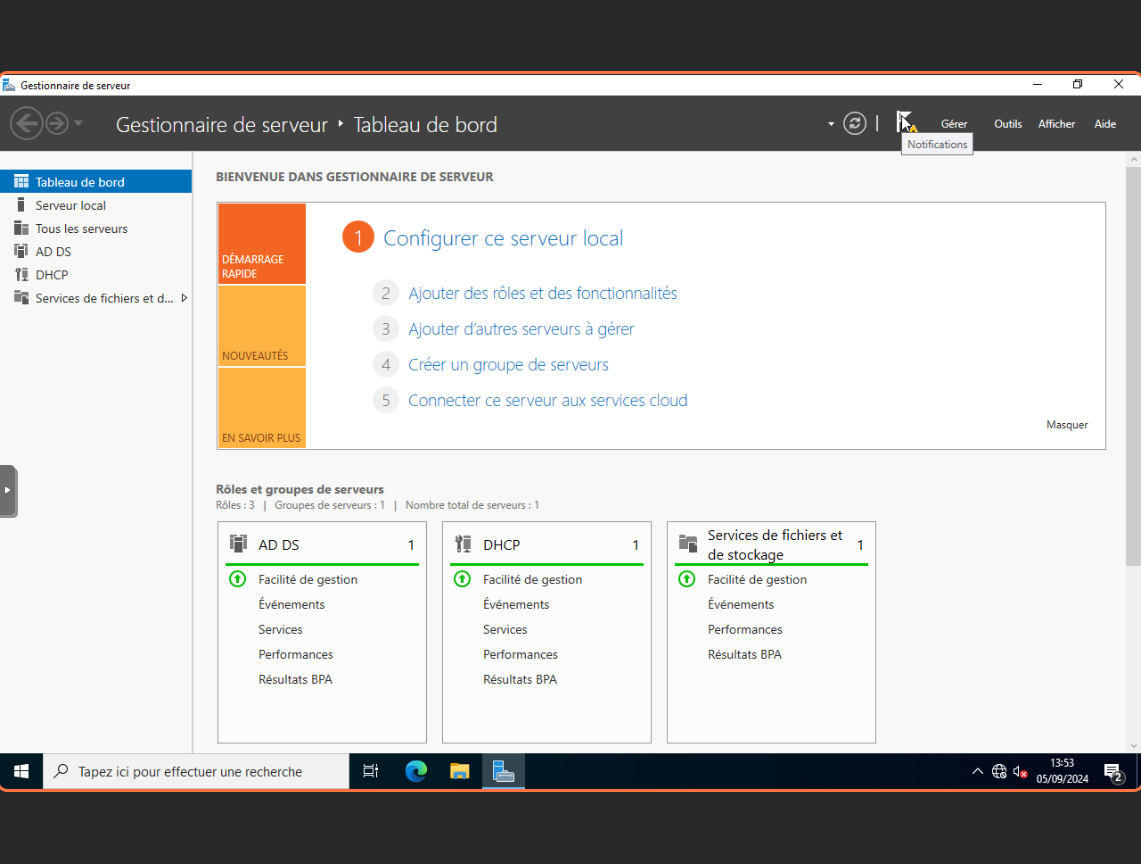 Gestionnaire de serveur
Gestionnaire de serveur
Tableau de bord
Gérer
Outils
Afficher
Aide
Notifications
Tableau de bord
Serveur local
Tous les serveurs
AD DS
DHCP
Services de fichiers et d...
BIENVENUE DANS GESTIONNAIRE DE SERVEUR
DÉMARRAGE
RAPIDE
NOUVEAUTÉS
EN SAVOIR PLUS
1 Configurer ce serveur local
2 Ajouter des rôles et des fonctionnalités
3 Ajouter d'autres serveurs à gérer
4 Créer un groupe de serveurs
5 Connecter ce serveur aux services cloud
Masquer
Rôles et groupes de serveurs
Rôles : 3 | Groupes de serveurs : 1 | Nombre total de serveurs : 1
AD DS 1
Facilité de gestion
Événements
Services
Performances
Résultats BPA
DHCP 1
Facilité de gestion
Événements
Services
Performances
Résultats BPA
Services de fichiers et
de stockage 1
Facilité de gestion
Événements
Performances
Résultats BPA
Tapez ici pour effectuer une recherche
13:53
05/09/2024
2